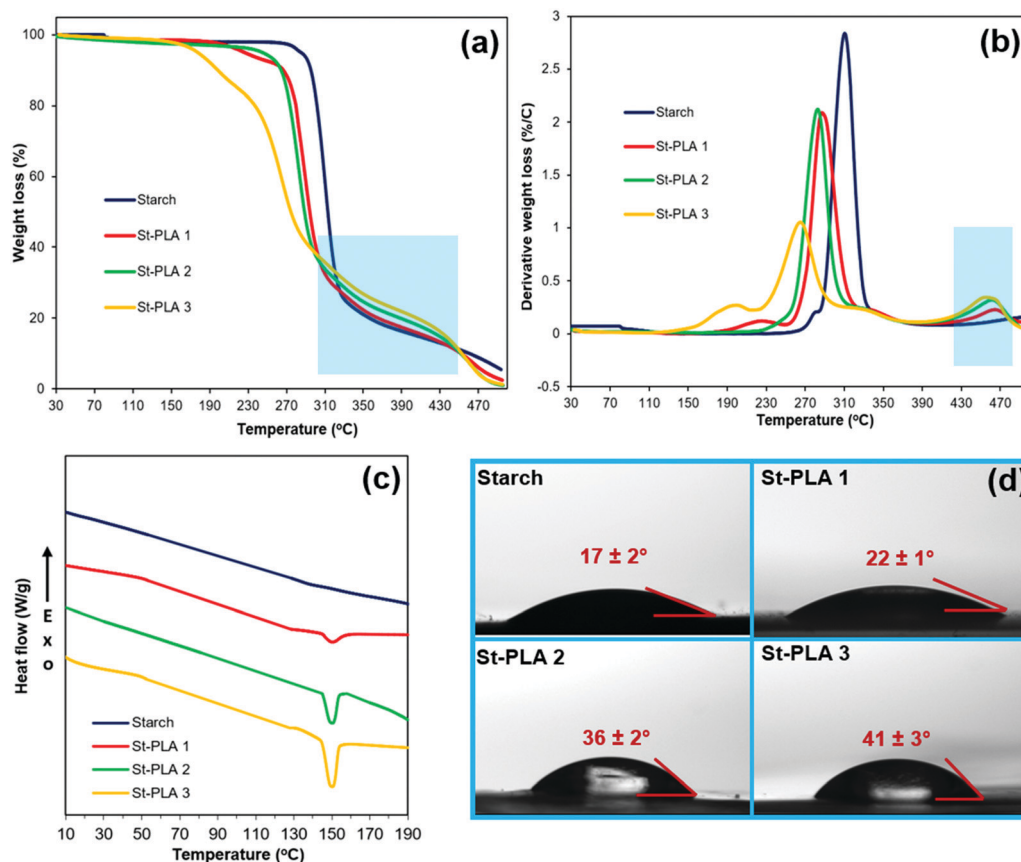 (a)
100
80
60
40
20
0
Weight loss (%)
Starch
St-PLA 1
St-PLA 2
St-PLA 3
30 70 110 150 190 230 270 310 350 390 430 470
Temperature (°C)
(b)
3
2.5
2
1.5
1
0.5
0
-0.5
Derivative weight loss (%/C)
Starch
St-PLA 1
St-PLA 2
St-PLA 3
30 70 110 150 190 230 270 310 350 390 430 470
Temperature (°C)
(c)
Heat flow (W/g)
E
x
o
Starch
St-PLA 1
St-PLA 2
St-PLA 3
10 30 50 70 90 110 130 150 170 190
Temperature (°C)
(d)
Starch
17 ± 2°
St-PLA 1
22 ± 1°
St-PLA 2
36 ± 2°
St-PLA 3
41 ± 3°